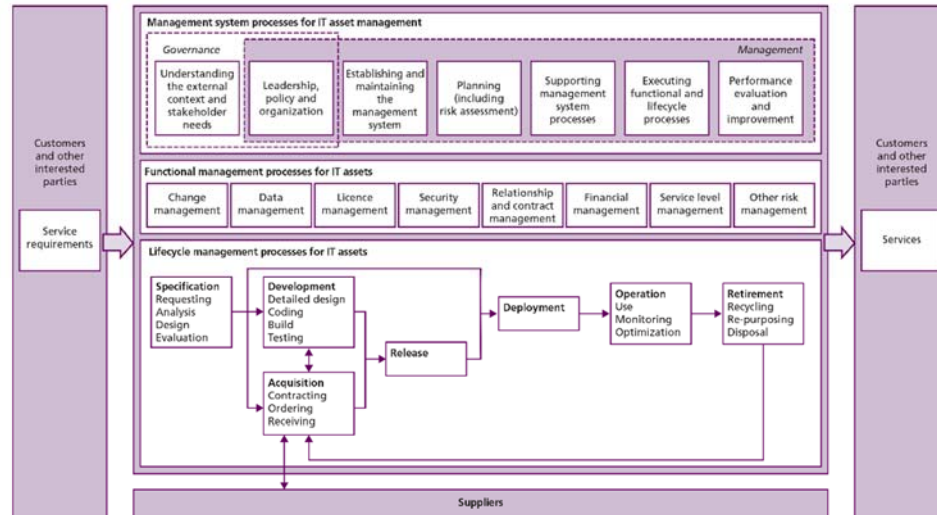 Management system processes for IT asset management
Governance
Management
Understanding
the external
context and
stakeholder
needs
Leadership,
policy and
organization
Establishing and
maintaining
the
management
system
Planning
(including
risk assessment)
Supporting
management
system
processes
Executing
functional and
lifecycle
processes
Performance
evaluation
and
improvement
Customers
and other
interested
parties
Service
requirements
Functional management processes for IT assets
Change
management
Data
management
Licence
management
Security
management
Relationship
and contract
management
Financial
management
Service level
management
Other risk
management
Lifecycle management processes for IT assets
Specification
Requesting
Analysis
Design
Evaluation
Development
Detailed design
Coding
Build
Testing
Acquisition
Contracting
Ordering
Receiving
Release
Deployment
Operation
Use
Monitoring
Optimization
Retirement
Recycling
Re-purposing
Disposal
Customers
and other
interested
parties
Services
Suppliers